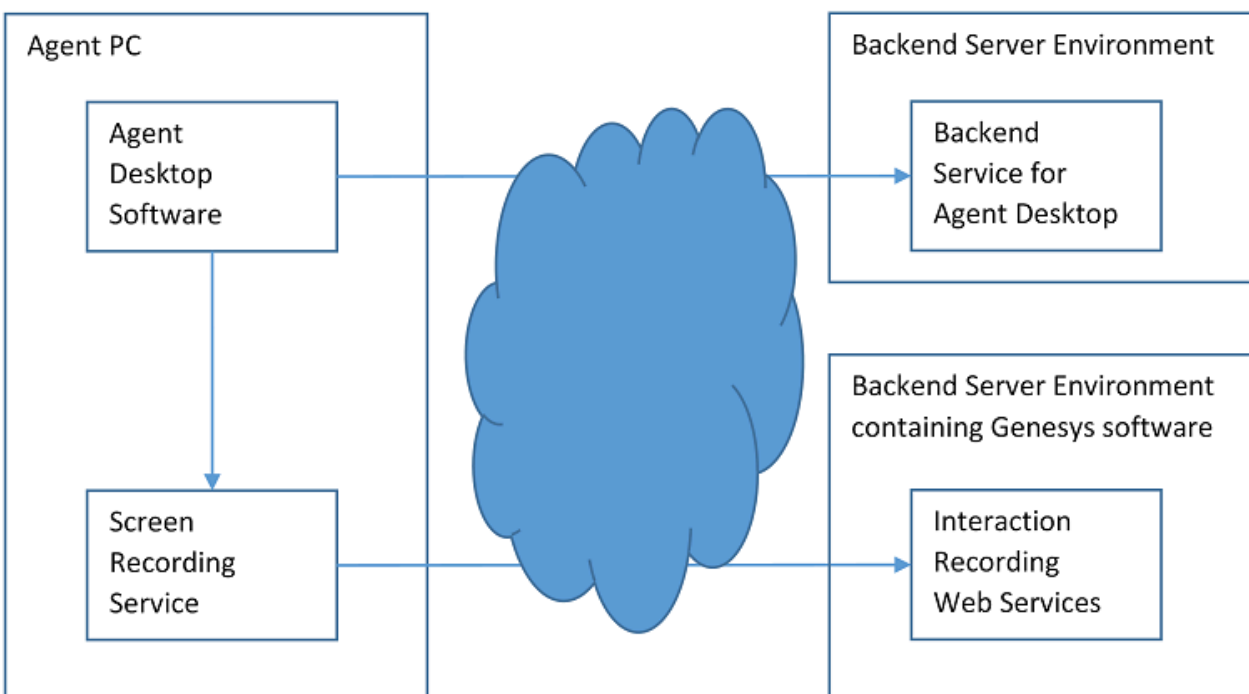 Agent PC
Agent
Desktop
Software
Screen
Recording
Service
Backend Server Environment
Backend
Service for
Agent Desktop
Backend Server Environment
containing Genesys software
Interaction
Recording
Web Services